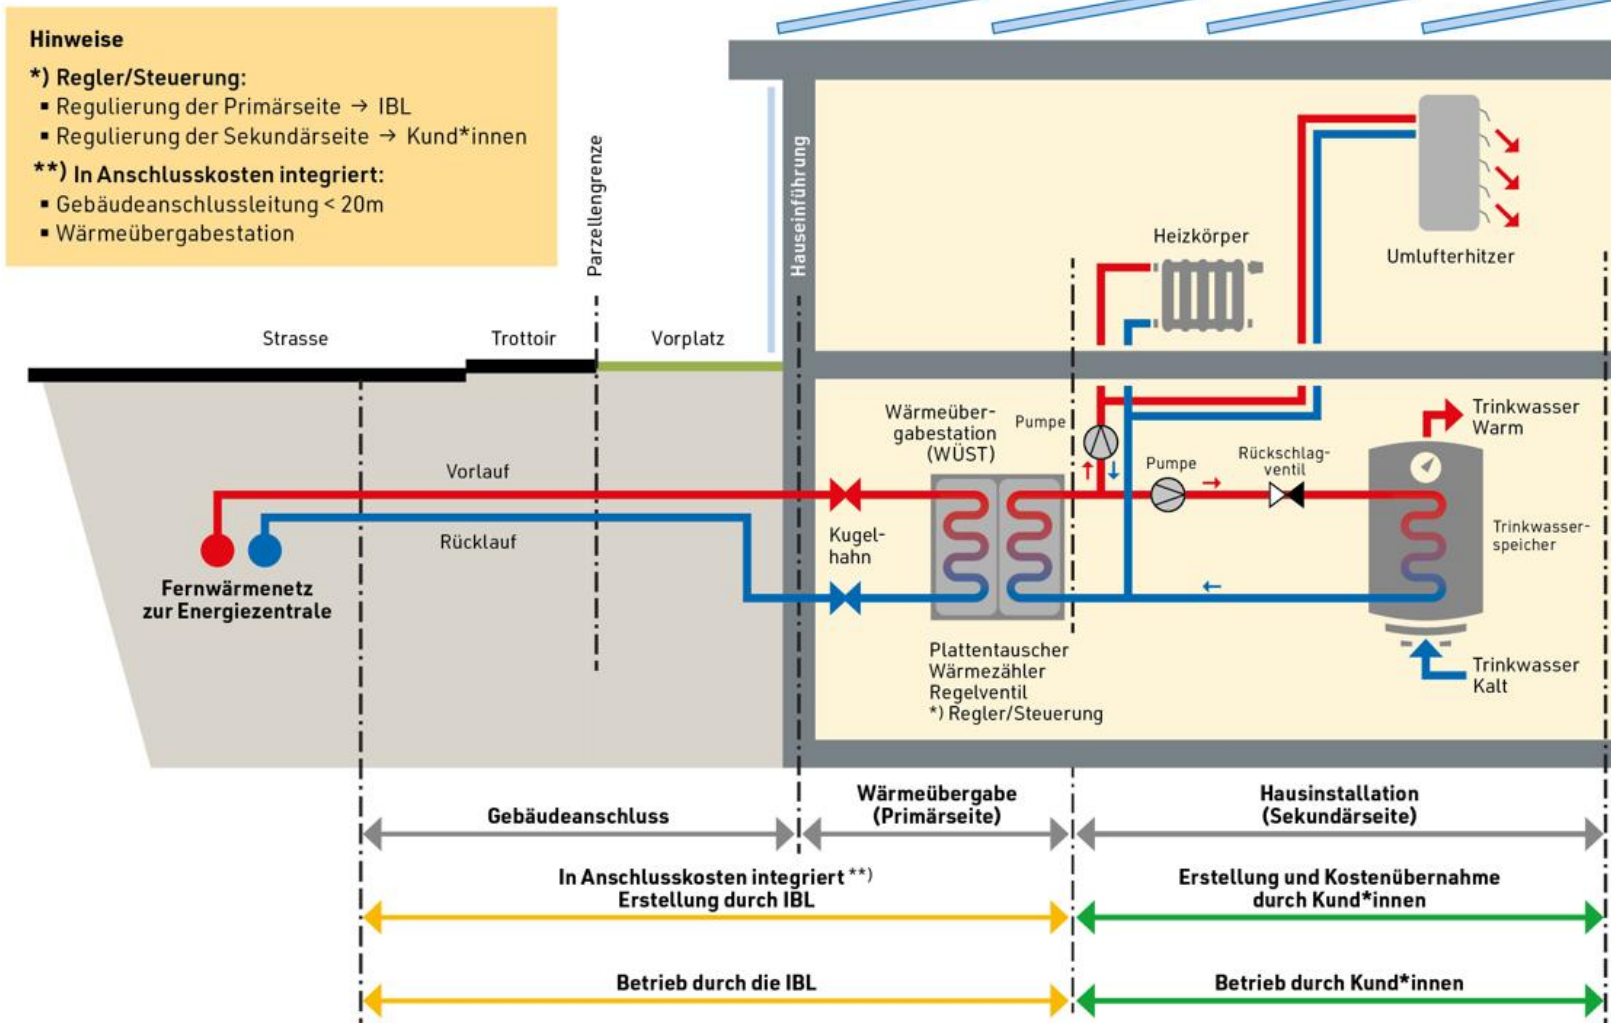 Hinweise
*) Regler/Steuerung:
▪ Regulierung der Primärseite → IBL
▪ Regulierung der Sekundärseite → Kund*innen
**) In Anschlusskosten integriert:
▪ Gebäudeanschlussleitung < 20m
▪ Wärmeübergabestation
Parzellengrenze
Hauseinführung
Heizkörper
Umlufterhitzer
Strasse
Trottoir
Vorplatz
Wärmeüber-
gabestation
(WÜST)
Pumpe
Pumpe
Rückschlag-
ventil
Trinkwasser
Warm
Vorlauf
Rücklauf
Kugel-
hahn
Trinkwasser-
speicher
Fernwärmenetz
zur Energiezentrale
Plattentauscher
Wärmezähler
Regelventil
*) Regler/Steuerung
Trinkwasser
Kalt
Gebäudeanschluss
Wärmeübergabe
(Primärseite)
Hausinstallation
(Sekundärseite)
In Anschlusskosten integriert **)
Erstellung durch IBL
Erstellung und Kostenübernahme
durch Kund*innen
Betrieb durch die IBL
Betrieb durch Kund*innen